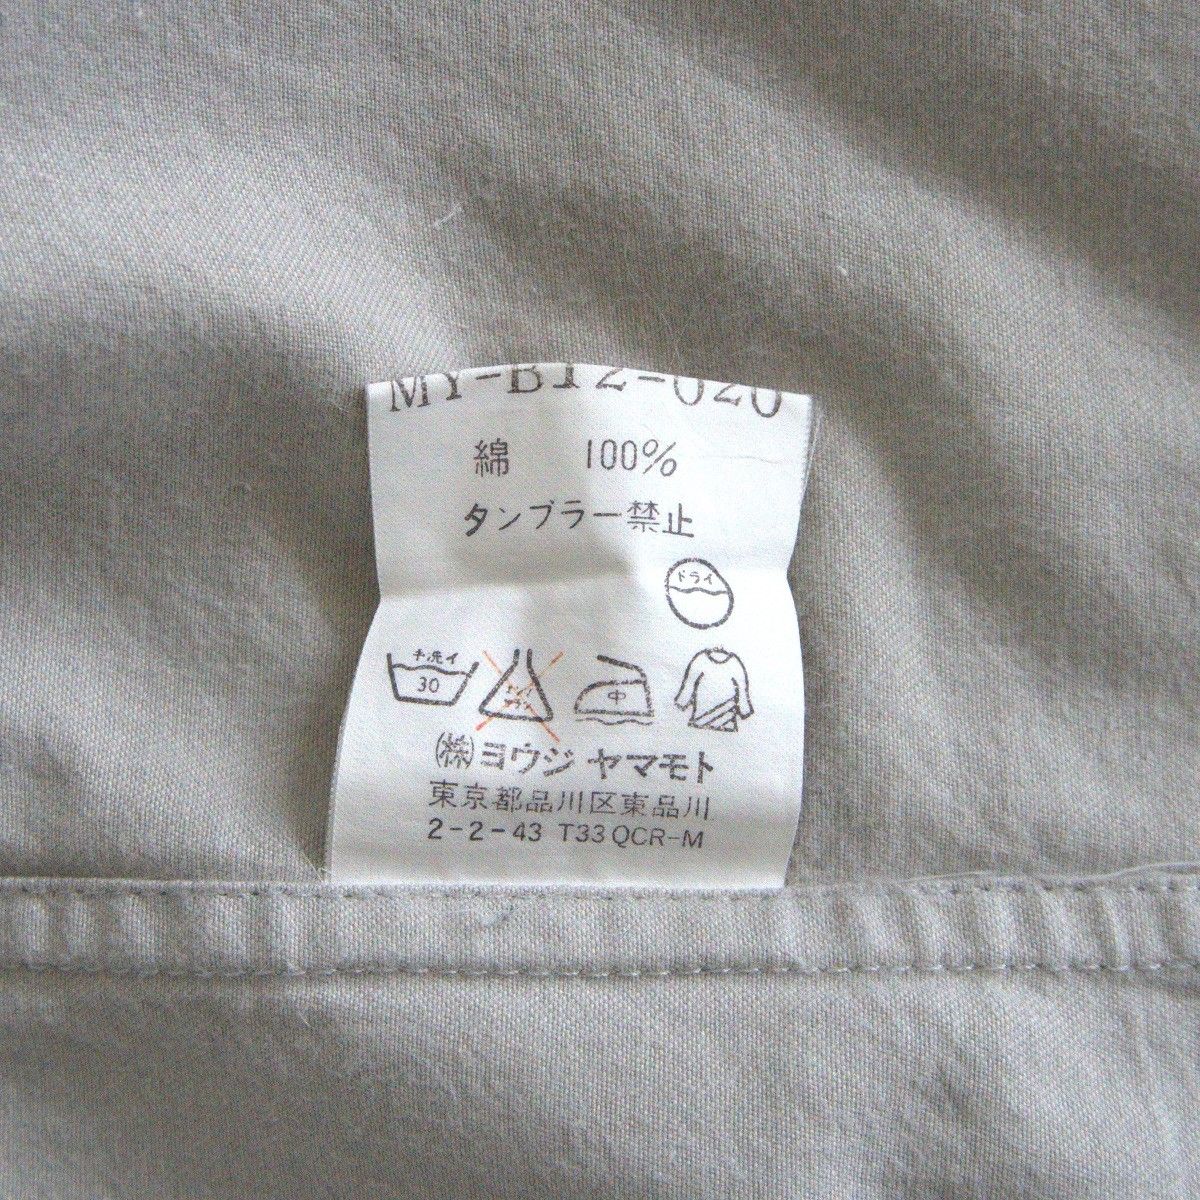 MY-B12-020
綿 100%
タンブラー禁止
ドライ
手洗イ
30
中
㈱ヨウジ ヤマモト
東京都品川区東品川
2-2-43 T33 QCR-M